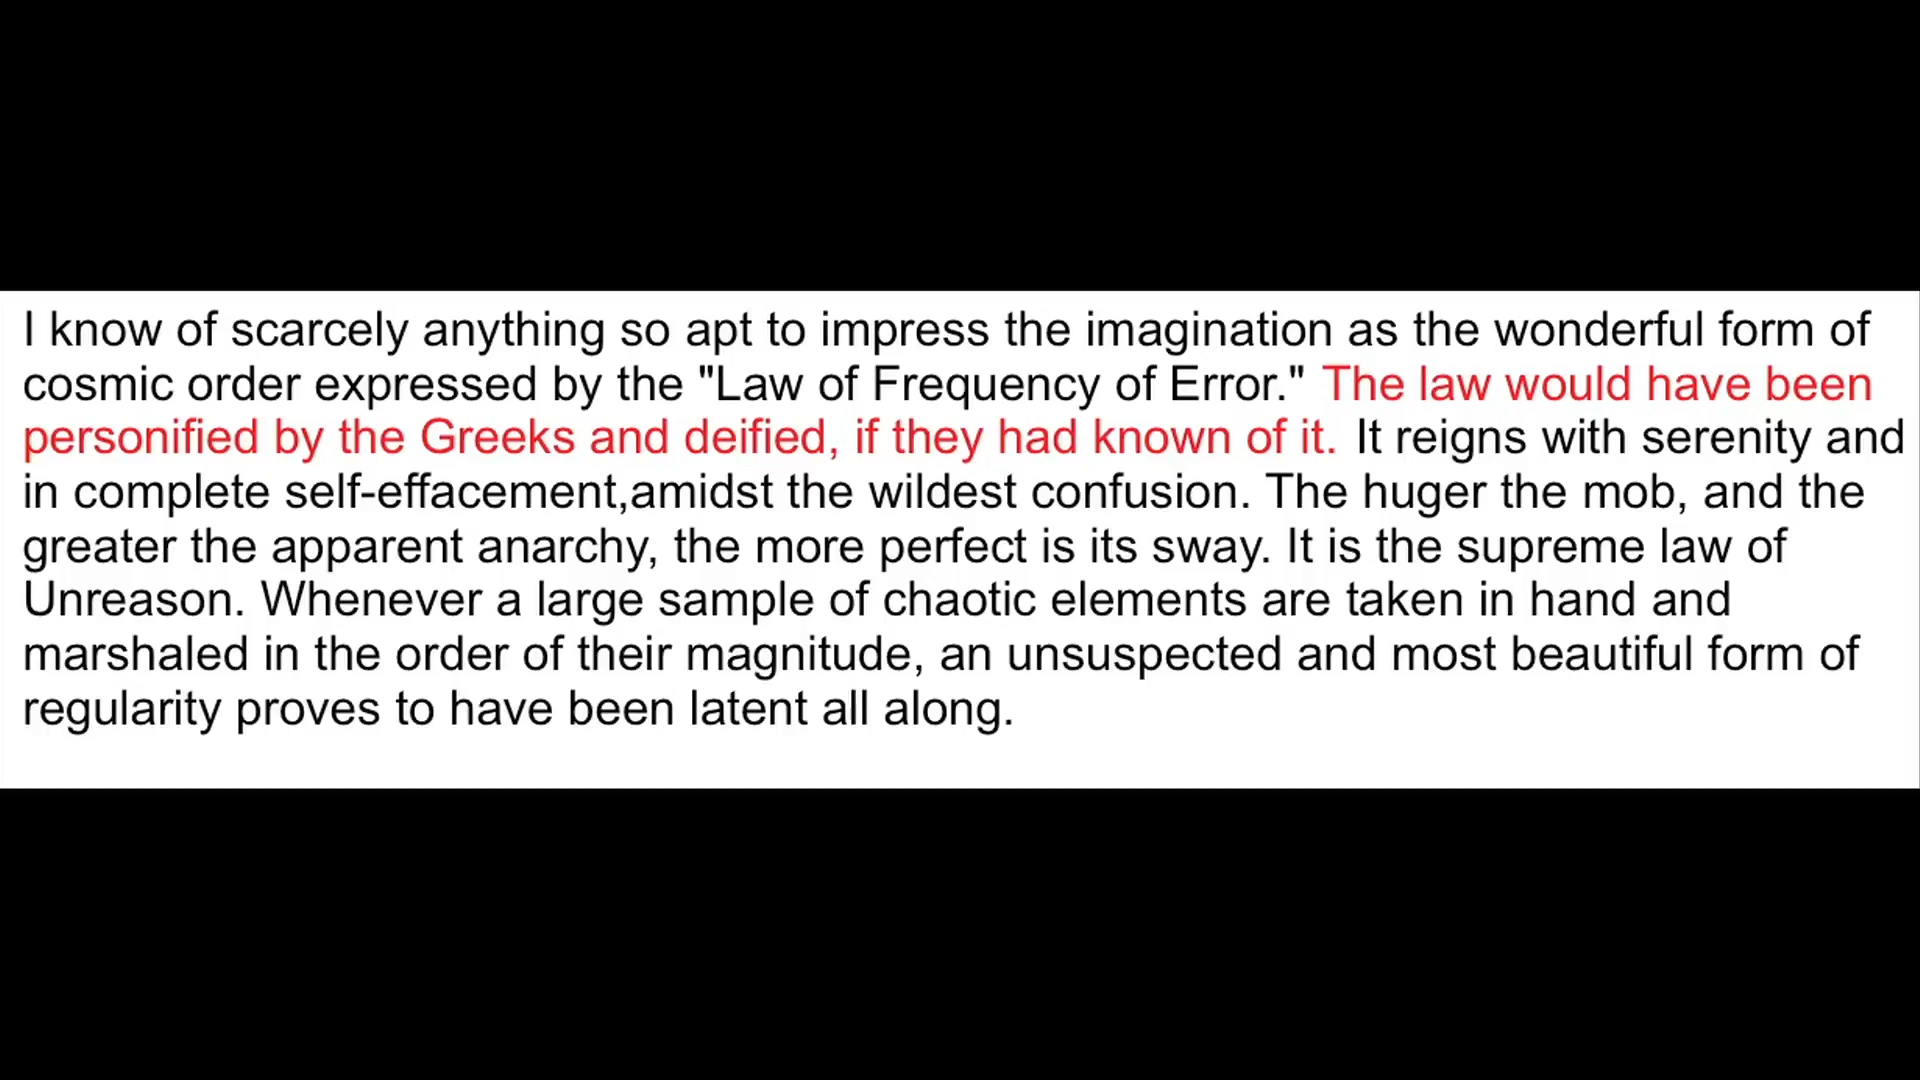 I know of scarcely anything so apt to impress the imagination as the wonderful form of
cosmic order expressed by the "Law of Frequency of Error." The law would have been
personified by the Greeks and deified, if they had known of it. It reigns with serenity and
in complete self-effacement,amidst the wildest confusion. The huger the mob, and the
greater the apparent anarchy, the more perfect is its sway. It is the supreme law of
Unreason. Whenever a large sample of chaotic elements are taken in hand and
marshaled in the order of their magnitude, an unsuspected and most beautiful form of
regularity proves to have been latent all along.